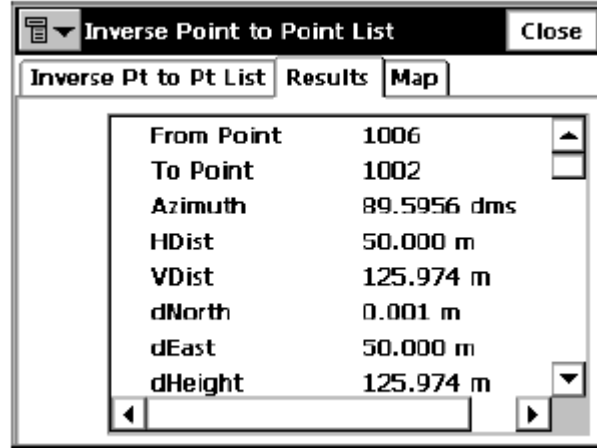 Inverse Point to Point List Close
Inverse Pt to Pt List Results Map
From Point 1006
To Point 1002
Azimuth 89.5956 dms
HDist 50.000 m
VDist 125.974 m
dNorth 0.001 m
dEast 50.000 m
dHeight 125.974 m